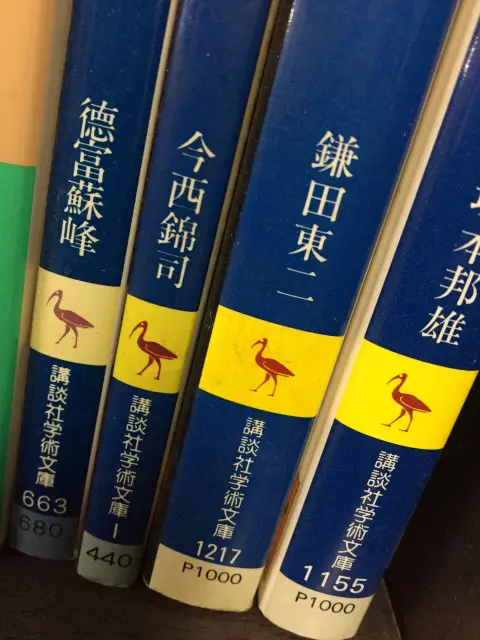 德富蘇峰
講談社学術文庫
663
680
今西錦司
講談社学術文庫
1
440
鎌田東二
講談社学術文庫
1217
P1000
本邦雄
講談社学術文庫
1155
P1000